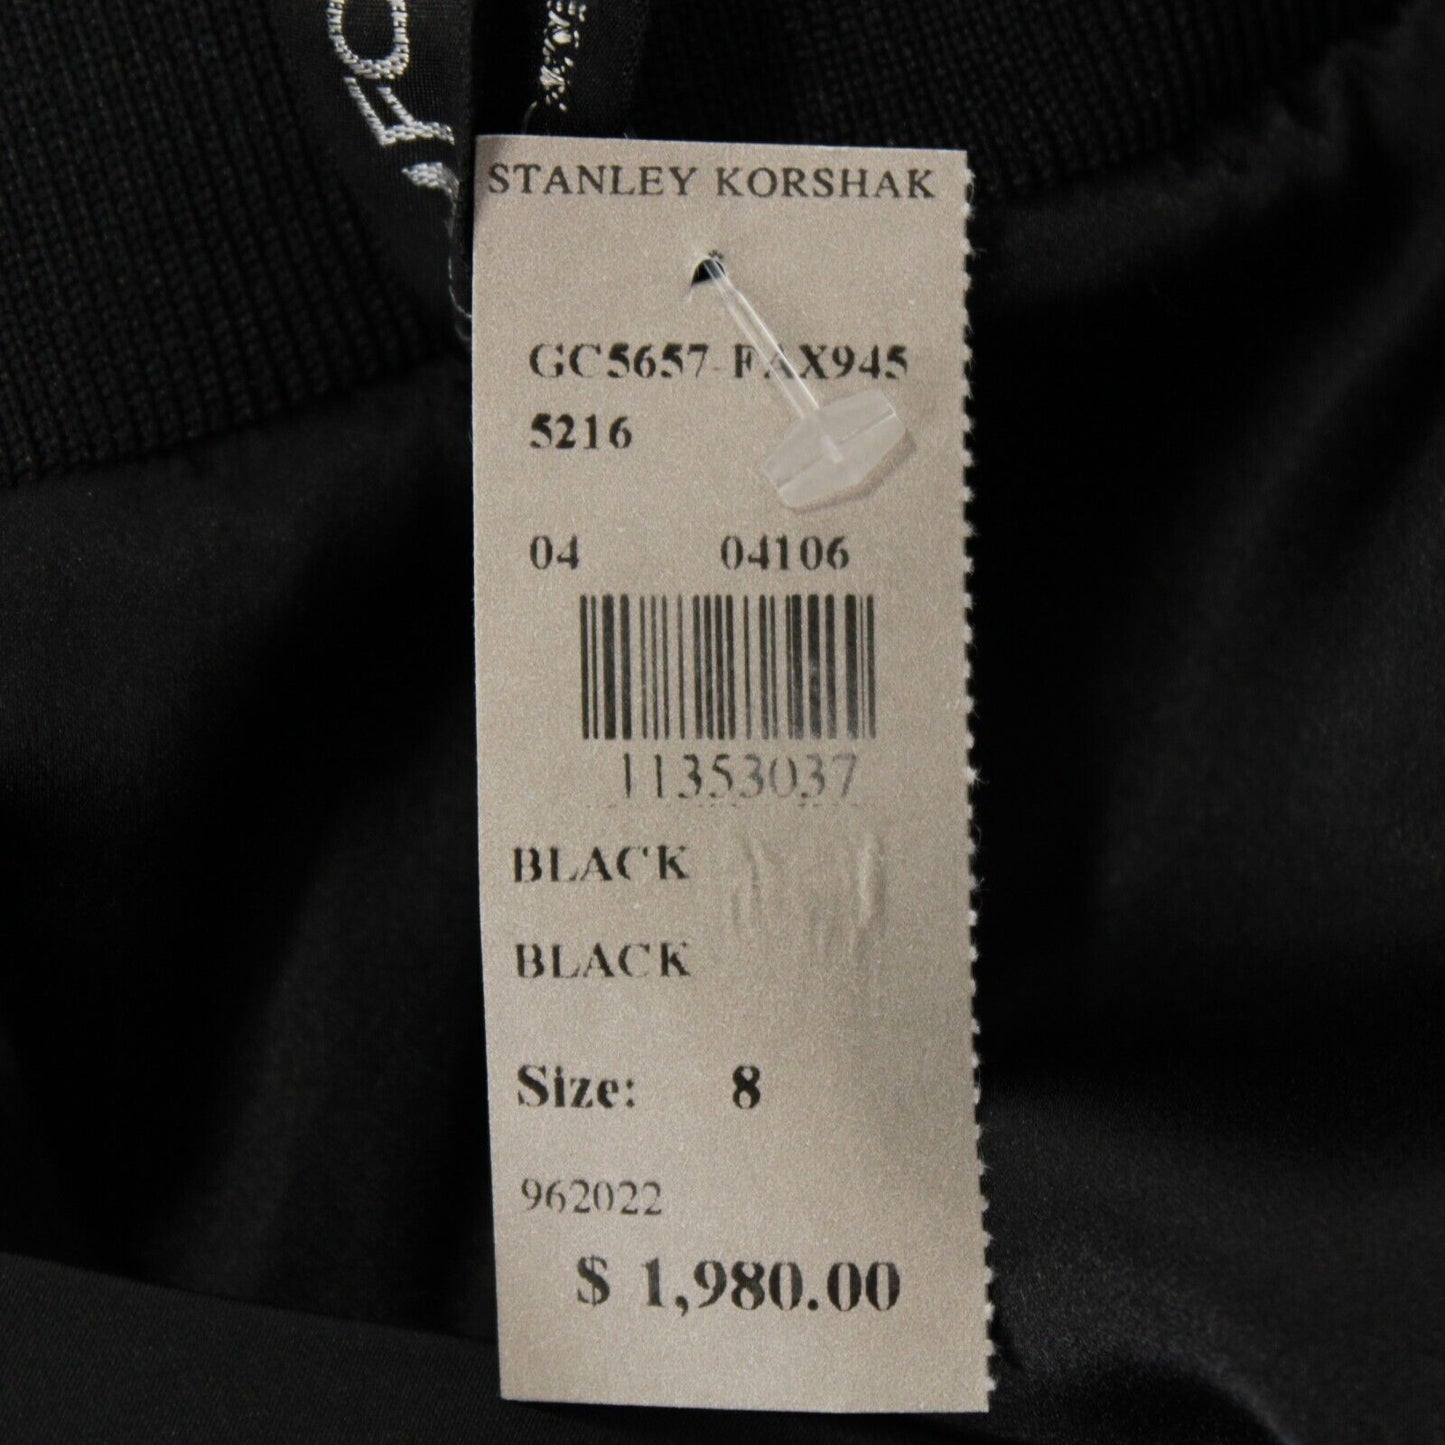 STANLEY KORSHAK
GC5657-FAX945
5216
04 04106
11353037
BLACK
BLACK
Size: 8
962022
$ 1,980.00